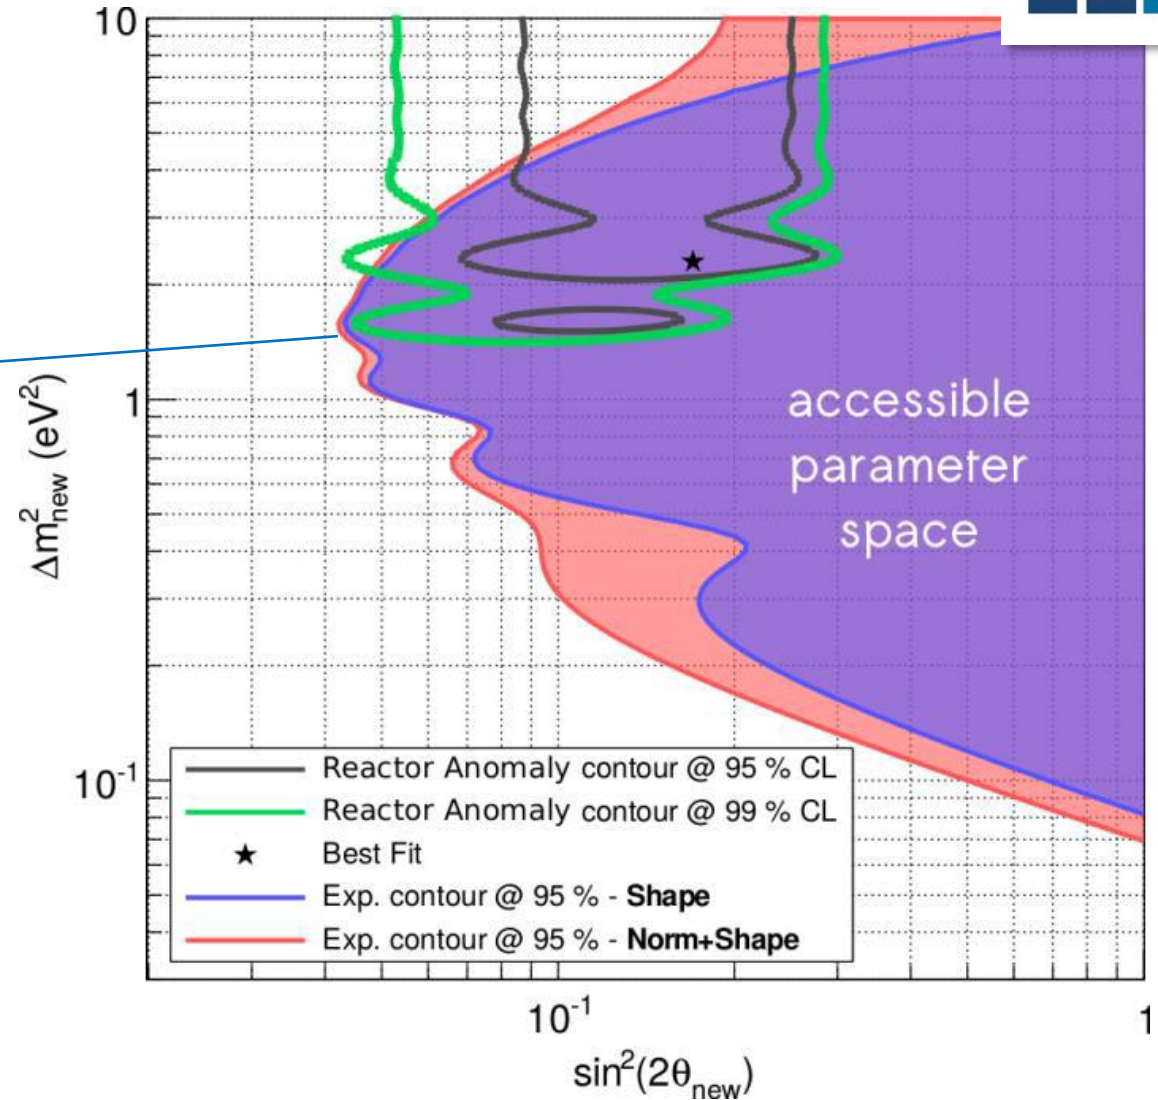 10
1
10⁻¹
Δm²new (eV²)
accessible
parameter
space
Reactor Anomaly contour @ 95 % CL
Reactor Anomaly contour @ 99 % CL
Best Fit
Exp. contour @ 95 % - Shape
Exp. contour @ 95 % - Norm+Shape
10⁻¹
1
sin²(2θnew)